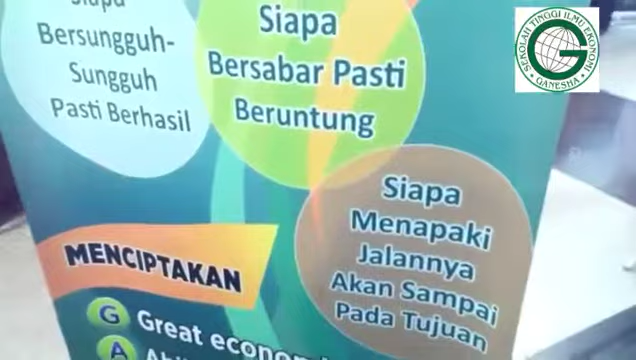 Siapa
Bersungguh-
Sungguh
Pasti Berhasil
Siapa
Bersabar Pasti
Beruntung
Siapa
Menapaki
Jalannya
Akan Sampai
Pada Tujuan
MENCIPTAKAN
G Great
A
SEKOLAH TINGGI ILMU EKONOMI
GANESHA
G